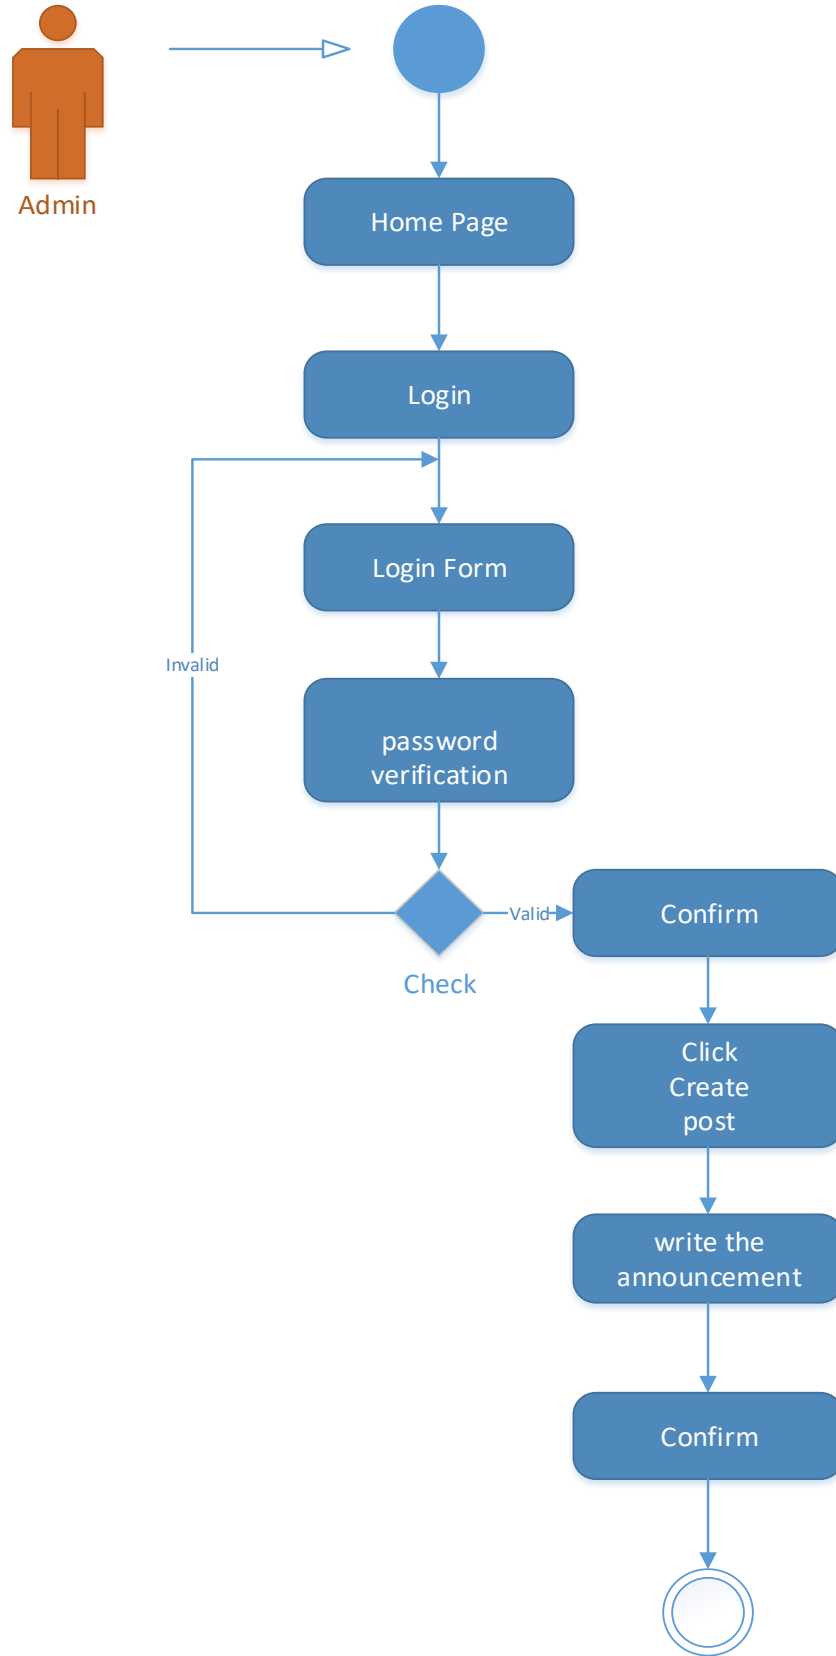 Admin
Home Page
Login
Login Form
Invalid
password
verification
Valid
Confirm
Check
Click
Create
post
write the
announcement
Confirm